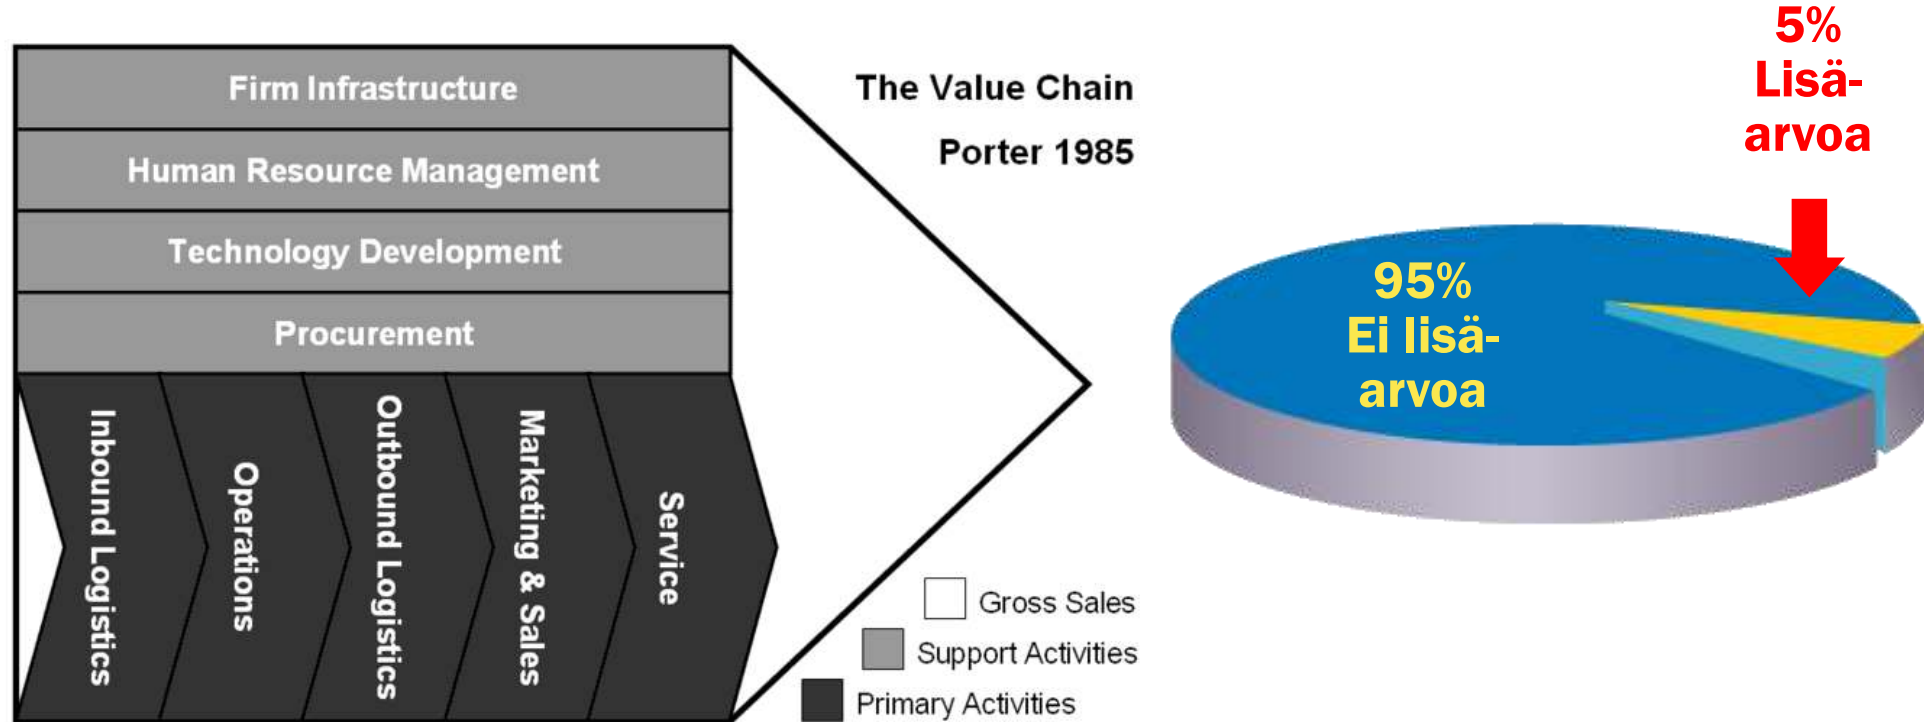 Firm Infrastructure
Human Resource Management
Technology Development
Procurement
Inbound Logistics
Operations
Outbound Logistics
Marketing & Sales
Service
The Value Chain
Porter 1985
Gross Sales
Support Activities
Primary Activities
5%
Lisä-
arvoa
95%
Ei lisä-
arvoa